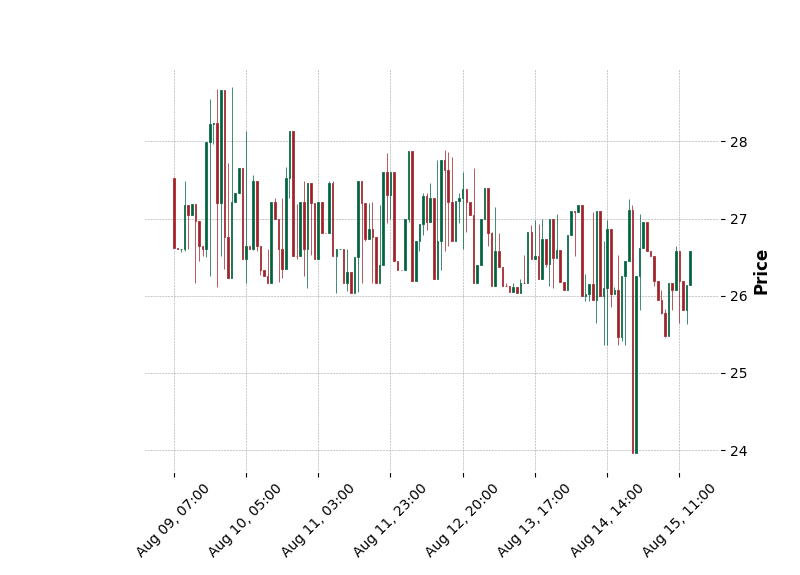 28
27
26
25
24
Price
Aug 09, 07:00
Aug 10, 05:00
Aug 11, 03:00
Aug 11, 23:00
Aug 12, 20:00
Aug 13, 17:00
Aug 14, 14:00
Aug 15, 11:00